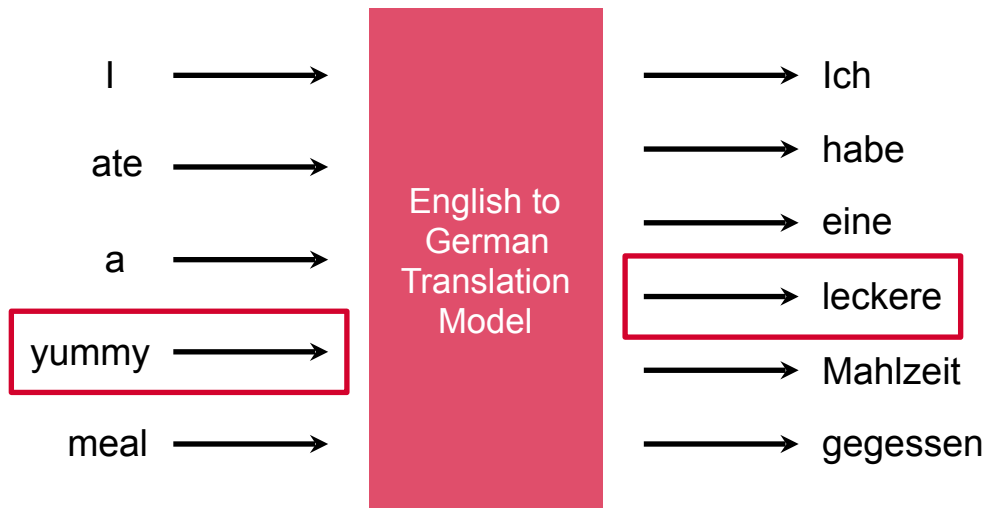 I
ate
a
yummy
meal
English to
German
Translation
Model
Ich
habe
eine
leckere
Mahlzeit
gegessen